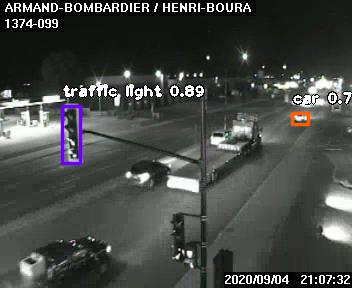 ARMAND-BOMBARDIER / HENRI-BOURA
1374-099
traffic light 0.89
car 0.7
2020/09/04 21:07:32